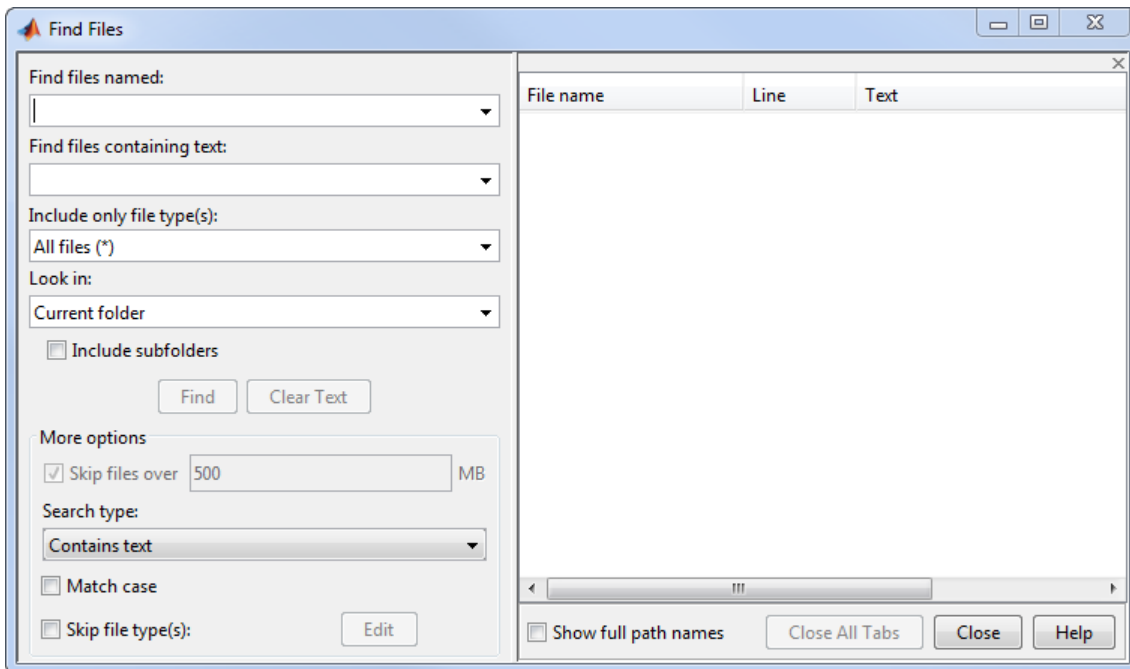 Find Files
Find files named:
Find files containing text:
Include only file type(s):
All files (*)
Look in:
Current folder
Include subfolders
Find Clear Text
More options
Skip files over 500 MB
Search type:
Contains text
Match case
Skip file type(s): Edit
File name Line Text
Show full path names Close All Tabs Close Help